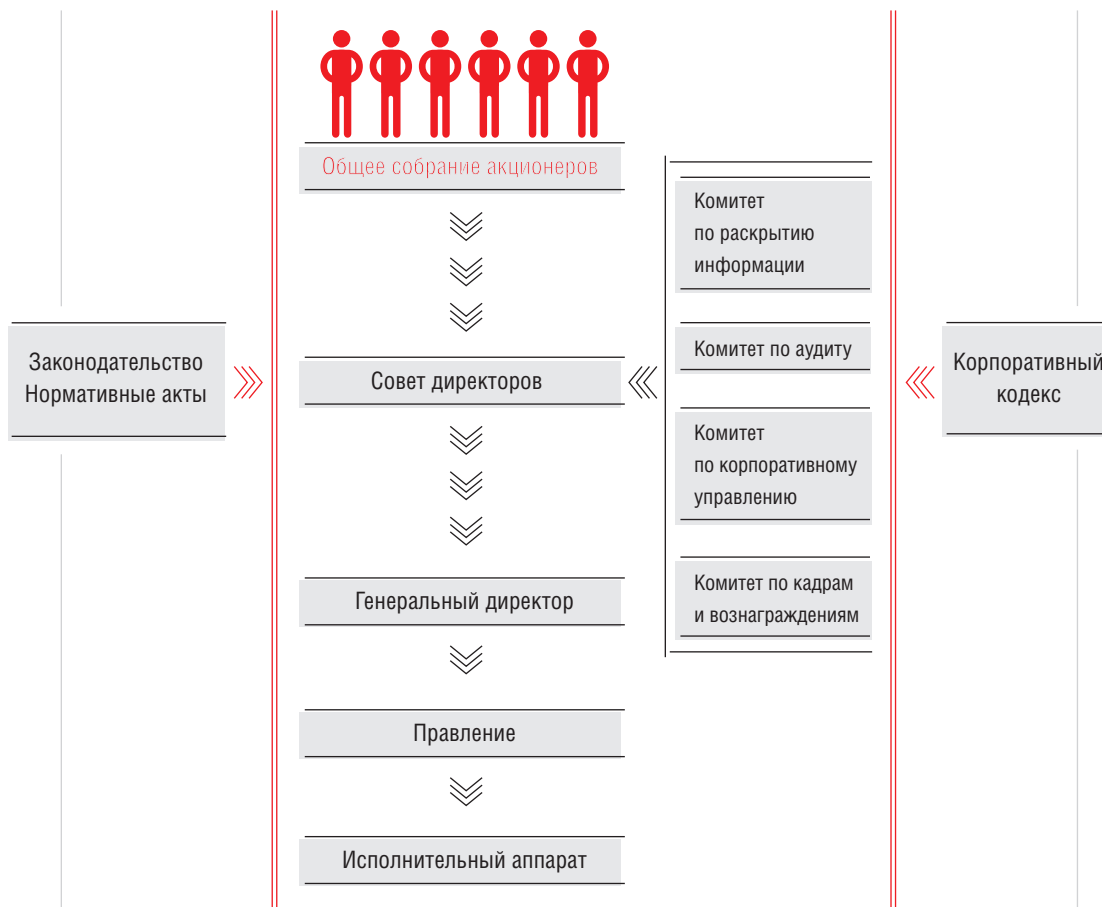 Общее собрание акционеров
Комитет
по раскрытию
информации
Законодательство
Нормативные акты
Совет директоров
Комитет по аудиту
Корпоративный
кодекс
Комитет
по корпоративному
управлению
Генеральный директор
Комитет по кадрам
и вознаграждениям
Правление
Исполнительный аппарат